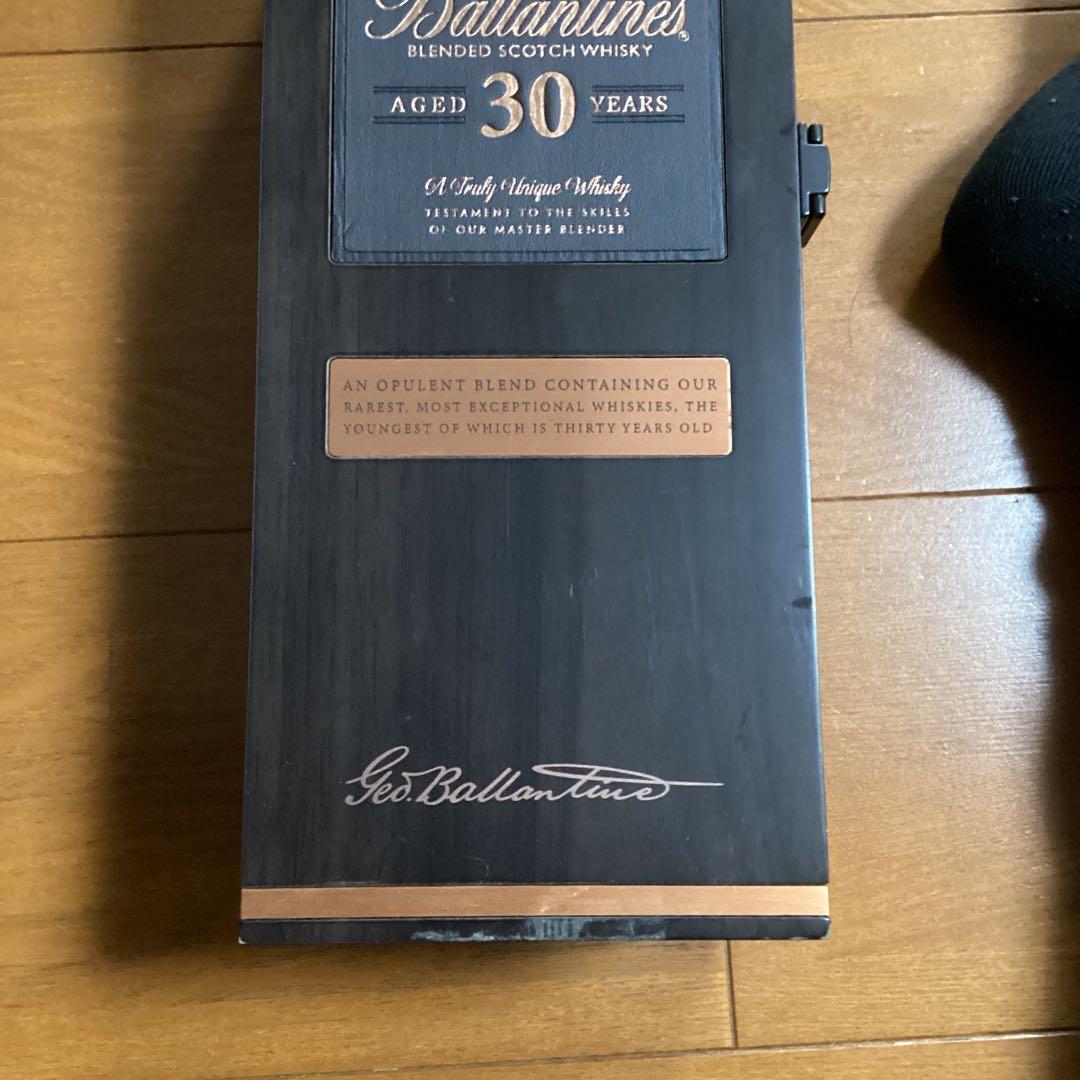 Ballantine's
BLENDED SCOTCH WHISKY
AGED 30 YEARS
A Truly Unique Whisky
TESTAMENT TO THE SKILLS
OF OUR MASTER BLENDER
AN OPULENT BLEND CONTAINING OUR
RAREST, MOST EXCEPTIONAL WHISKIES, THE
YOUNGEST OF WHICH IS THIRTY YEARS OLD
Geo. Ballantine